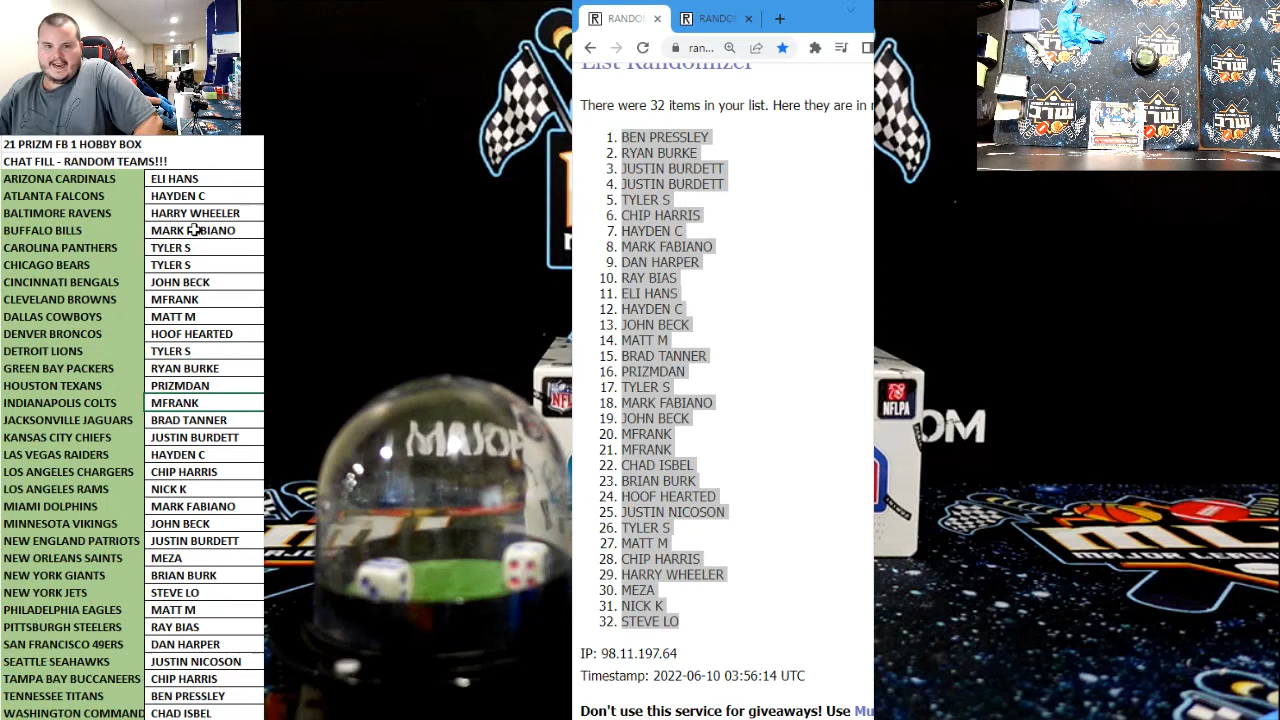 21 PRIZM FB 1 HOBBY BOX
CHAT FILL - RANDOM TEAMS!!!
ARIZONA CARDINALS ELI HANS
ATLANTA FALCONS HAYDEN C
BALTIMORE RAVENS HARRY WHEELER
BUFFALO BILLS MARK FABIANO
CAROLINA PANTHERS TYLER S
CHICAGO BEARS TYLER S
CINCINNATI BENGALS JOHN BECK
CLEVELAND BROWNS MFRANK
DALLAS COWBOYS MATT M
DENVER BRONCOS HOOF HEARTED
DETROIT LIONS TYLER S
GREEN BAY PACKERS RYAN BURKE
HOUSTON TEXANS PRIZMDAN
INDIANAPOLIS COLTS MFRANK
JACKSONVILLE JAGUARS BRAD TANNER
KANSAS CITY CHIEFS JUSTIN BURDETT
LAS VEGAS RAIDERS HAYDEN C
LOS ANGELES CHARGERS CHIP HARRIS
LOS ANGELES RAMS NICK K
MIAMI DOLPHINS MARK FABIANO
MINNESOTA VIKINGS JOHN BECK
NEW ENGLAND PATRIOTS JUSTIN BURDETT
NEW ORLEANS SAINTS MEZA
NEW YORK GIANTS BRIAN BURK
NEW YORK JETS STEVE LO
PHILADELPHIA EAGLES MATT M
PITTSBURGH STEELERS RAY BIAS
SAN FRANCISCO 49ERS DAN HARPER
SEATTLE SEAHAWKS JUSTIN NICOSON
TAMPA BAY BUCCANEERS CHIP HARRIS
TENNESSEE TITANS BEN PRESSLEY
WASHINGTON COMMAND CHAD ISBEL
RANDO
RANDO
ran...
List Randomizer
There were 32 items in your list. Here they are in r
1. BEN PRESSLEY
2. RYAN BURKE
3. JUSTIN BURDETT
4. JUSTIN BURDETT
5. TYLER S
6. CHIP HARRIS
7. HAYDEN C
8. MARK FABIANO
9. DAN HARPER
10. RAY BIAS
11. ELI HANS
12. HAYDEN C
13. JOHN BECK
14. MATT M
15. BRAD TANNER
16. PRIZMDAN
17. TYLER S
18. MARK FABIANO
19. JOHN BECK
20. MFRANK
21. MFRANK
22. CHAD ISBEL
23. BRIAN BURK
24. HOOF HEARTED
25. JUSTIN NICOSON
26. TYLER S
27. MATT M
28. CHIP HARRIS
29. HARRY WHEELER
30. MEZA
31. NICK K
32. STEVE LO
IP: 98.11.197.64
Timestamp: 2022-06-10 03:56:14 UTC
Don't use this service for giveaways! Use Mu
MAJOR
OM
NFL
NFLPA